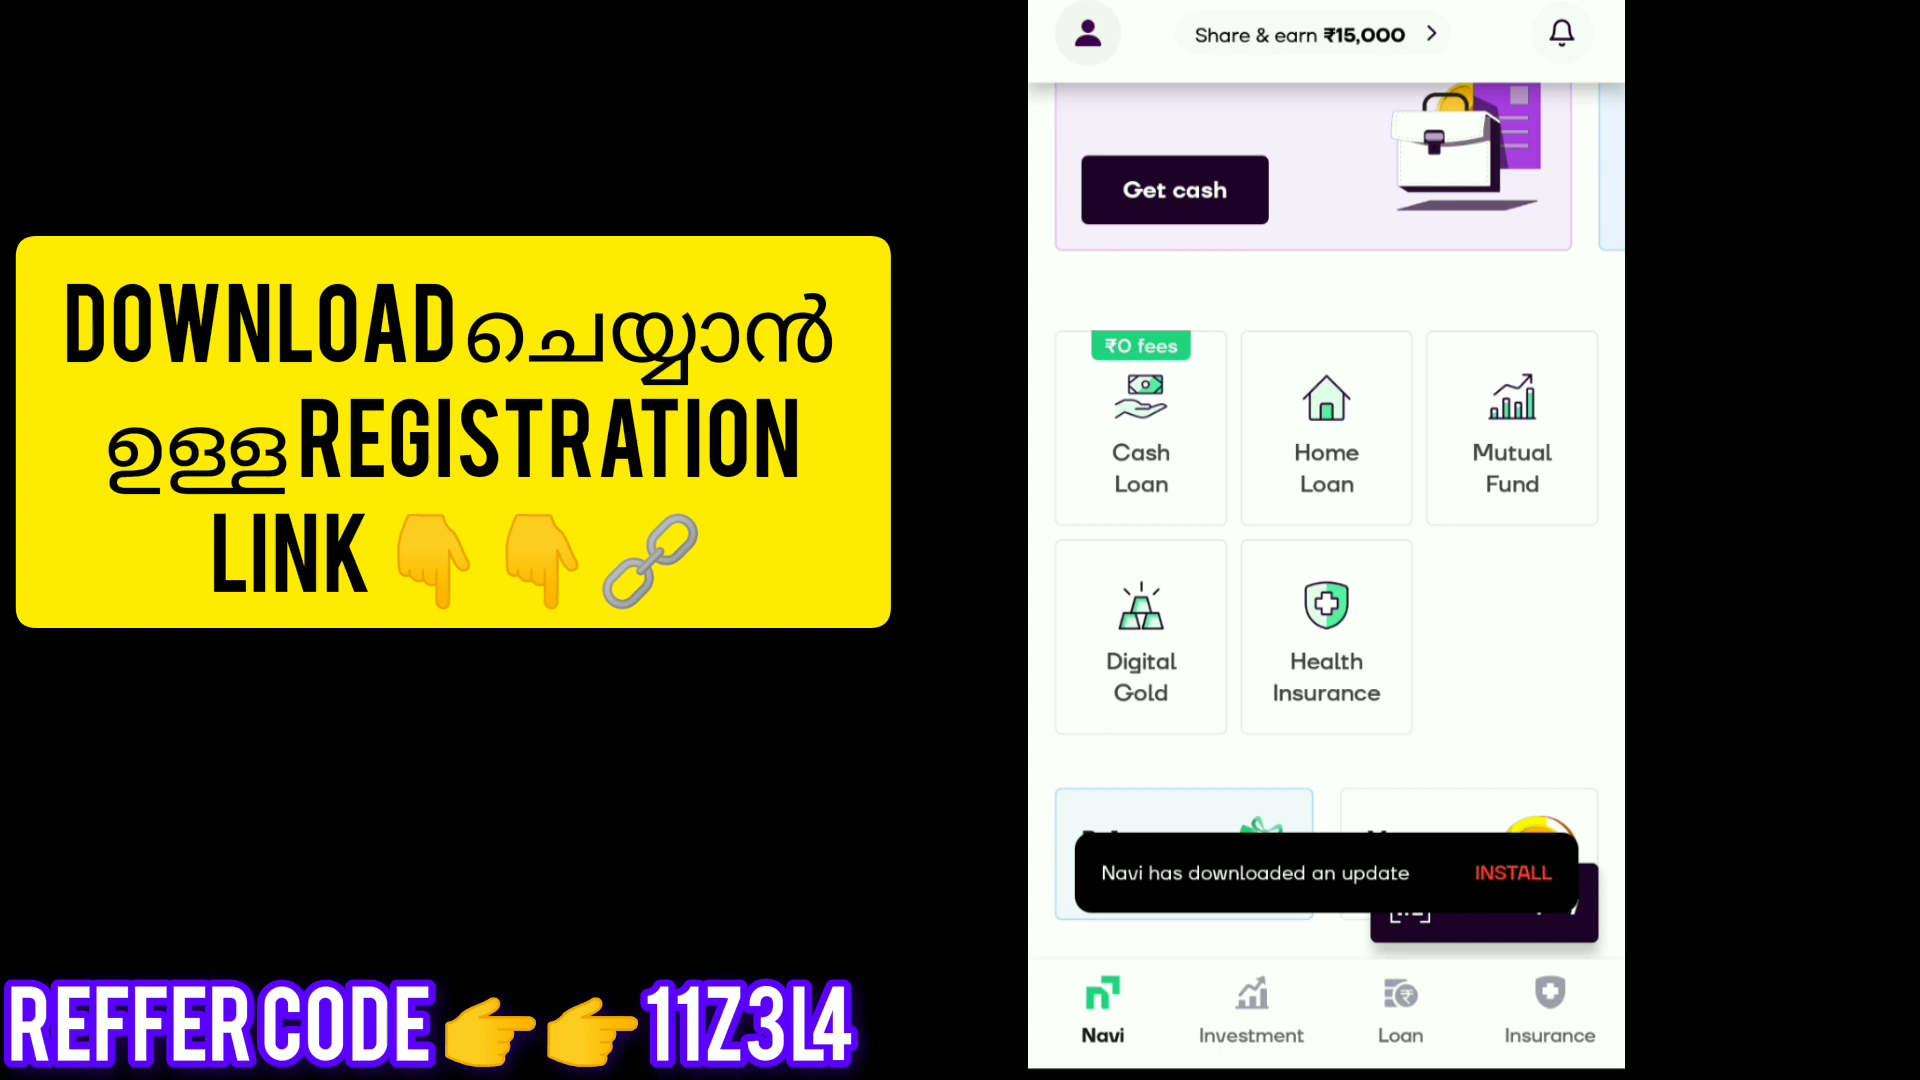 DOWNLOAD ചെയ്യാൻ
ഉള്ള REGISTRATION
LINK
REFFER CODE 11Z3L4
Share & earn ₹15,000
Get cash
₹0 fees
Cash
Loan
Home
Loan
Mutual
Fund
Digital
Gold
Health
Insurance
Navi has downloaded an update INSTALL
Navi
Investment
Loan
Insurance